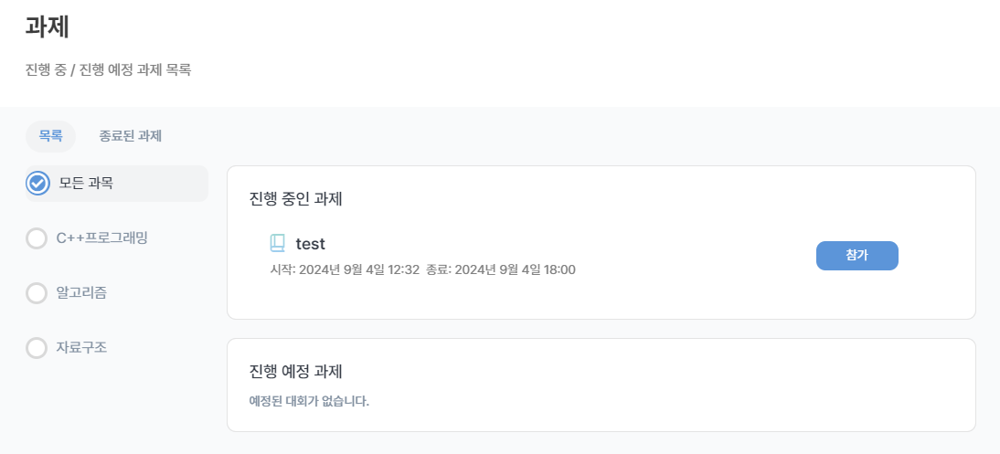 과제
진행 중 / 진행 예정 과제 목록
목록 종료된 과제
모든 과목
C++프로그래밍
알고리즘
자료구조
진행 중인 과제
test
시작: 2024년 9월 4일 12:32 종료: 2024년 9월 4일 18:00
참가
진행 예정 과제
예정된 대회가 없습니다.